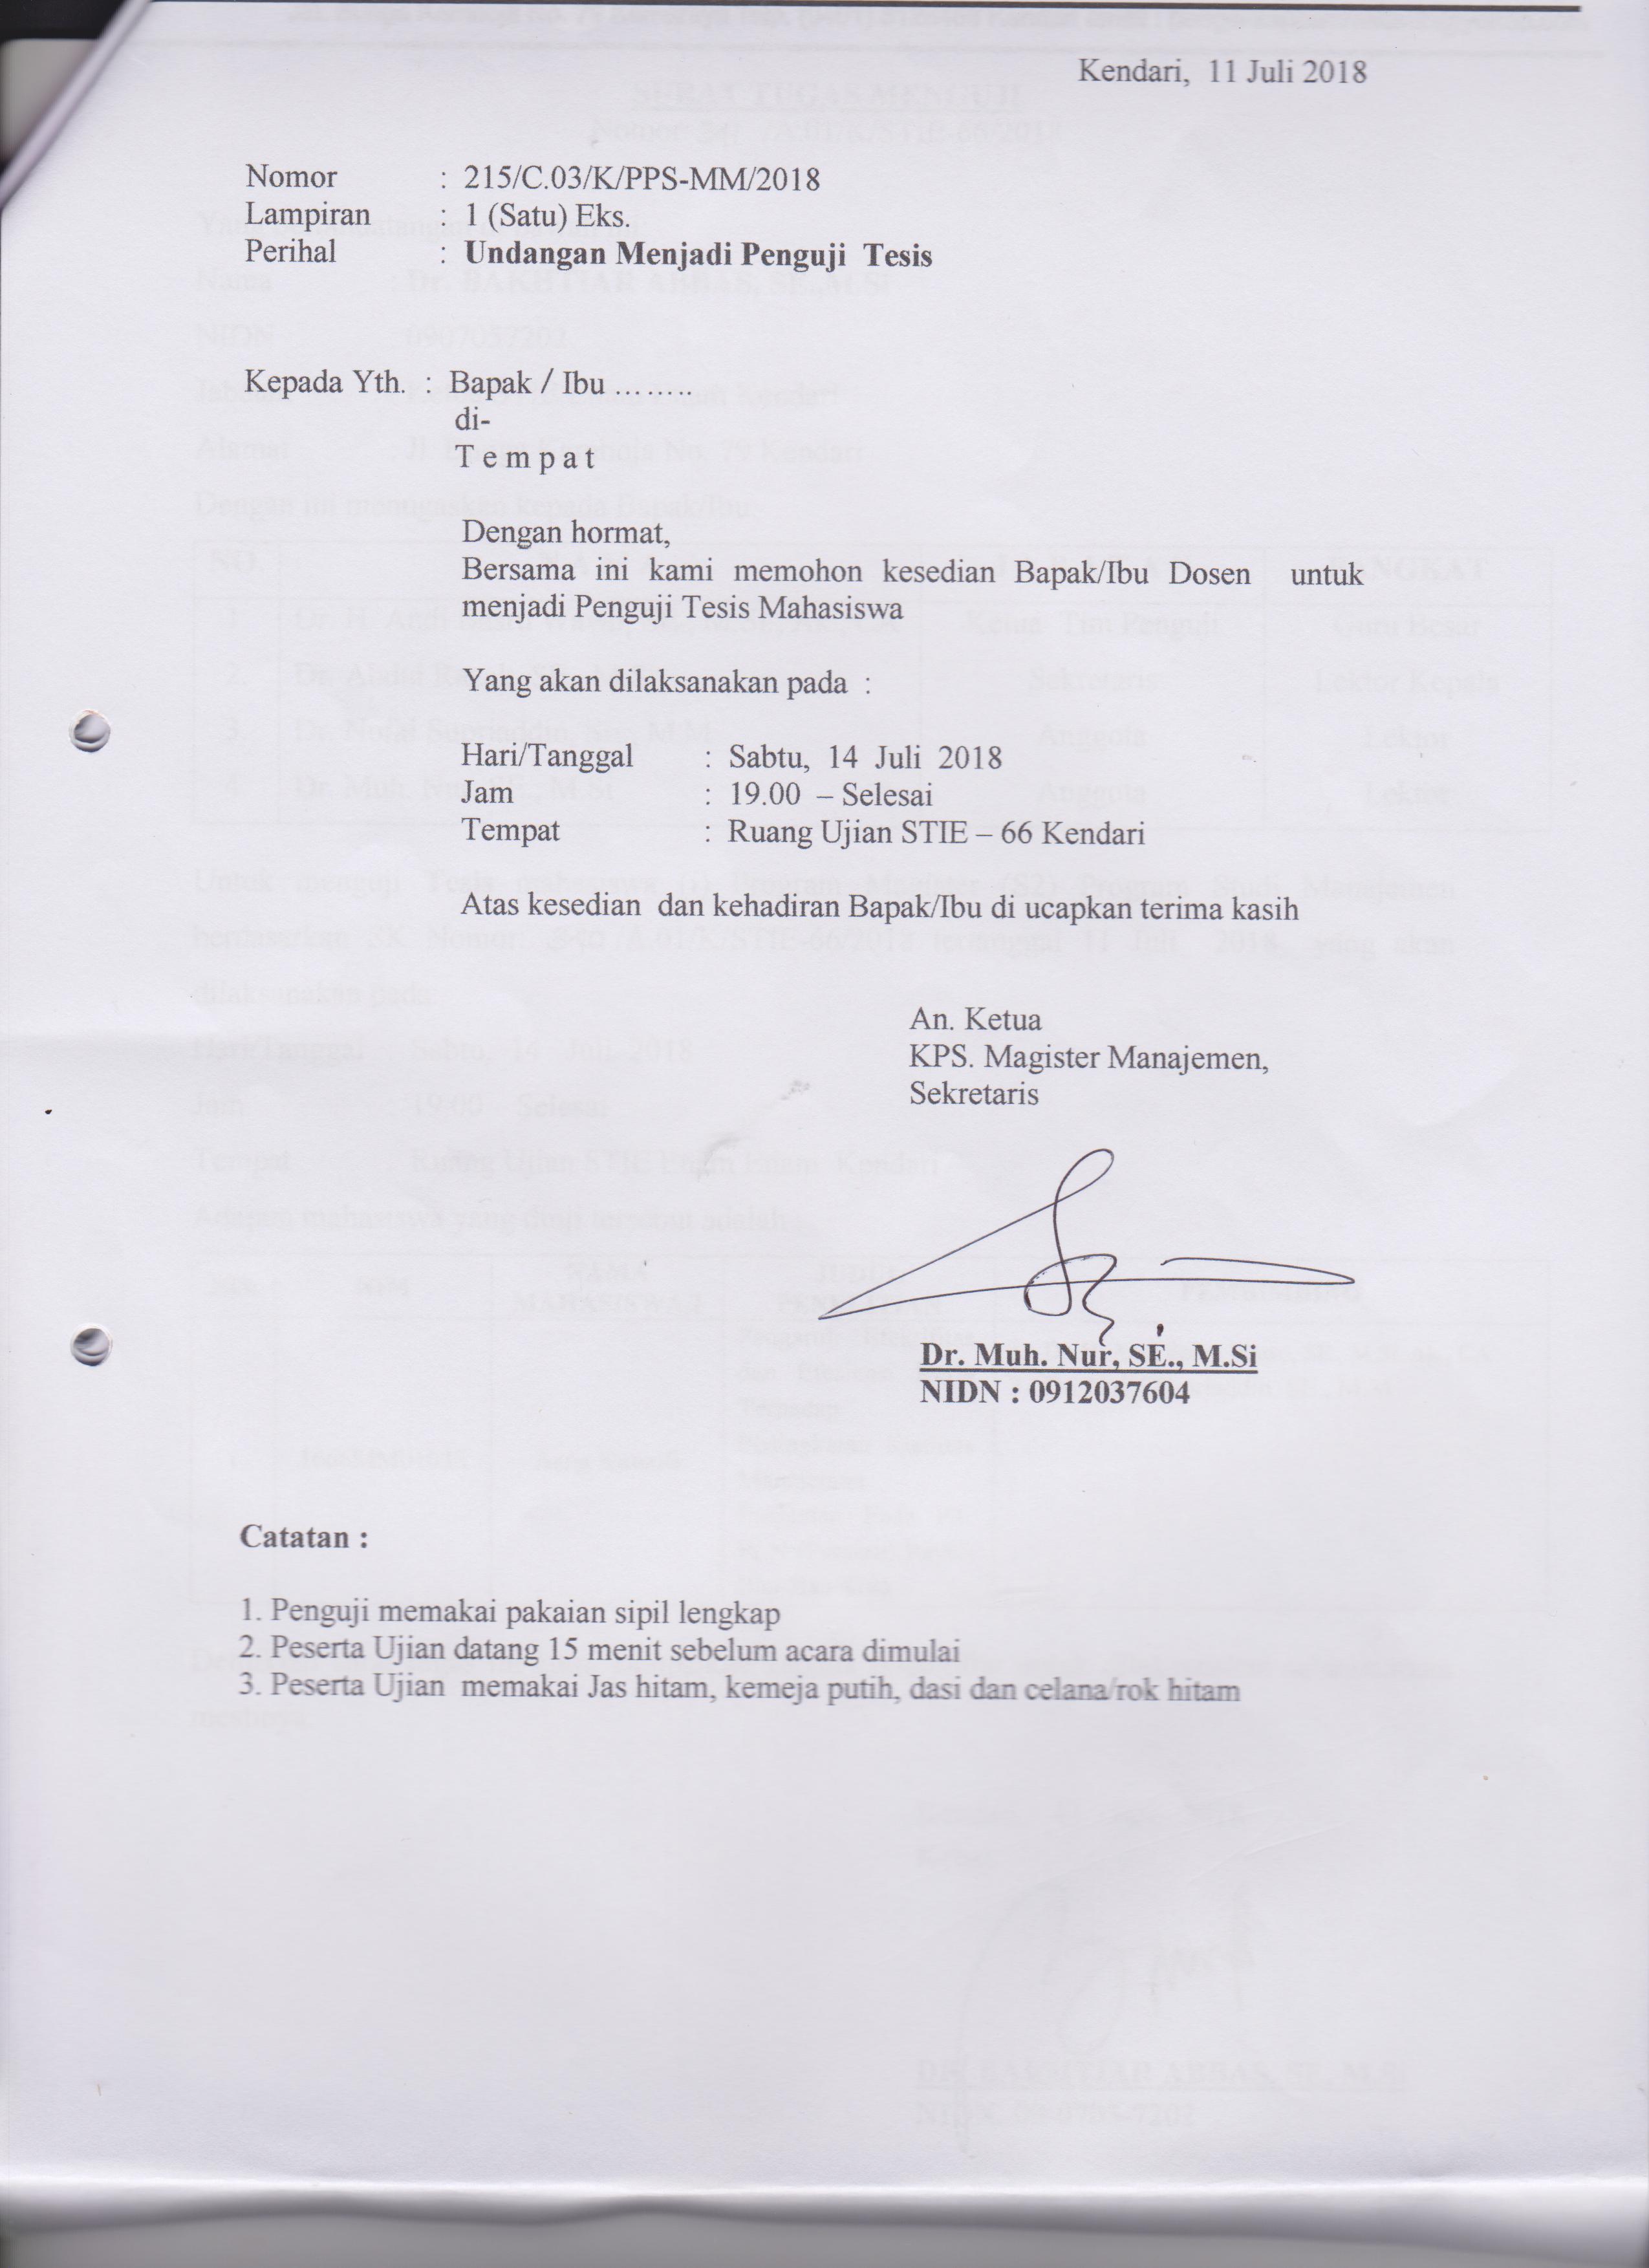 Kendari, 11 Juli 2018
Nomor : 215/C.03/K/PPS-MM/2018
Lampiran : 1 (Satu) Eks.
Perihal : Undangan Menjadi Penguji Tesis
Kepada Yth. : Bapak / Ibu ........
di-
T e m p a t
Dengan hormat,
Bersama ini kami memohon kesedian Bapak/Ibu Dosen untuk
menjadi Penguji Tesis Mahasiswa
Yang akan dilaksanakan pada :
Hari/Tanggal : Sabtu, 14 Juli 2018
Jam : 19.00 – Selesai
Tempat : Ruang Ujian STIE – 66 Kendari
Atas kesedian dan kehadiran Bapak/Ibu di ucapkan terima kasih
An. Ketua
KPS. Magister Manajemen,
Sekretaris
Dr. Muh. Nur, SE., M.Si
NIDN : 0912037604
Catatan :
1. Penguji memakai pakaian sipil lengkap
2. Peserta Ujian datang 15 menit sebelum acara dimulai
3. Peserta Ujian memakai Jas hitam, kemeja putih, dasi dan celana/rok hitam